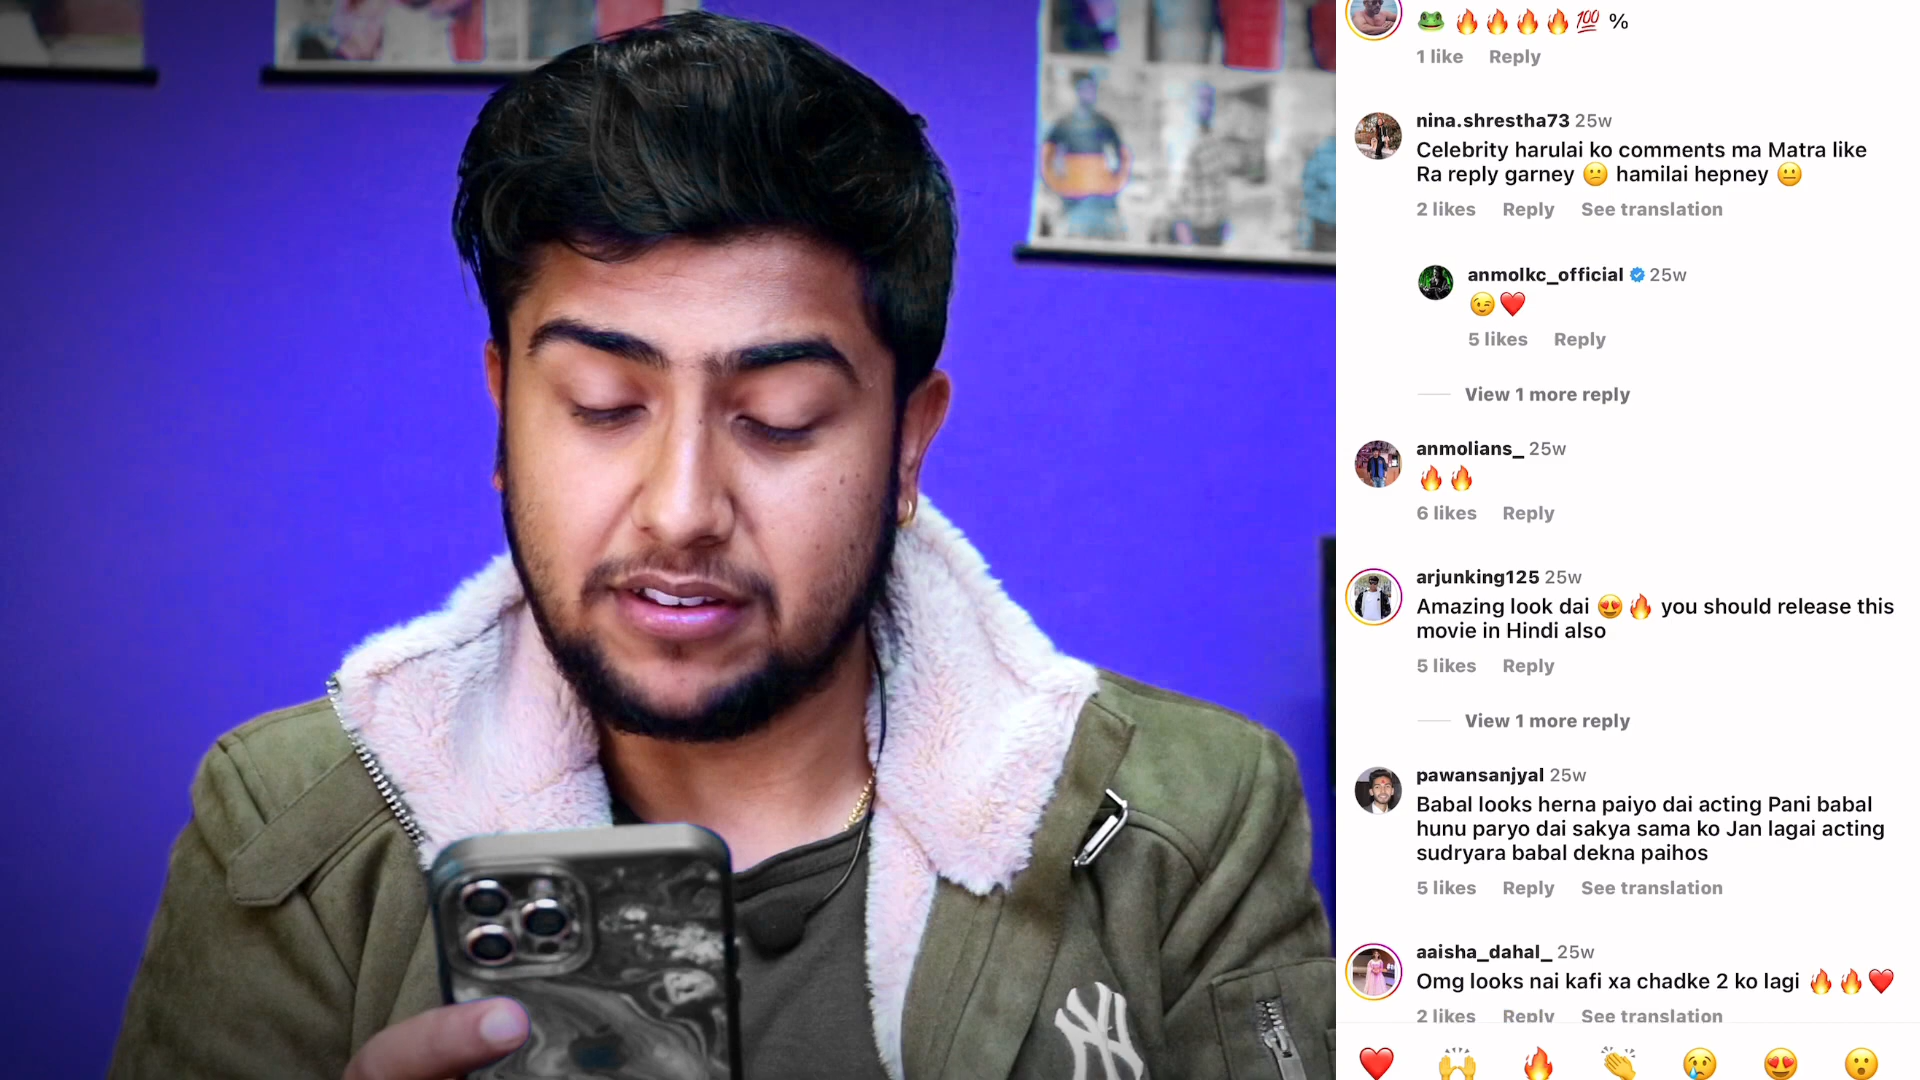 🐸 🔥 🔥 🔥 🔥 💯 %
1 like Reply
nina.shrestha73 25w
Celebrity harulai ko comments ma Matra like
Ra reply garney 😕 hamilai hepney 😐
2 likes Reply See translation
anmolkc_official 25w
😉❤️
5 likes Reply
View 1 more reply
anmolians_ 25w
🔥🔥
6 likes Reply
arjunking125 25w
Amazing look dai 😍🔥 you should release this
movie in Hindi also
5 likes Reply
View 1 more reply
pawansanjyal 25w
Babal looks herna paiyo dai acting Pani babal
hunu paryo dai sakya sama ko Jan lagai acting
sudryara babal dekna paihos
5 likes Reply See translation
aaisha_dahal_ 25w
Omg looks nai kafi xa chadke 2 ko lagi 🔥🔥❤️
2 likes Reply See translation
❤️ 🙌 🔥 👏 😢 😍 😮
NY